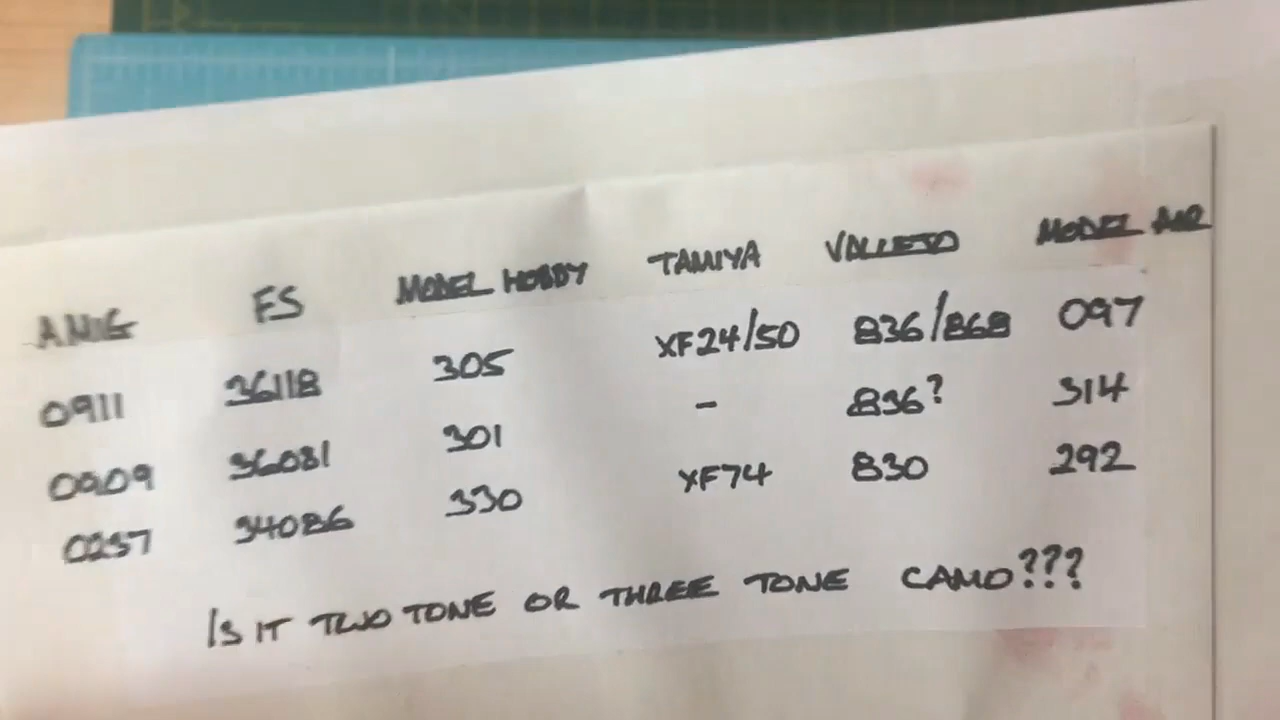 AMIG FS MODEL HOBBY TAMIYA VALLEJO MODEL AIR
0911 36118 305 XF24/50 836/868 097
0909 36081 301 - 836? 314
0237 34086 330 XF74 830 292
IS IT TWO TONE OR THREE TONE CAMO???